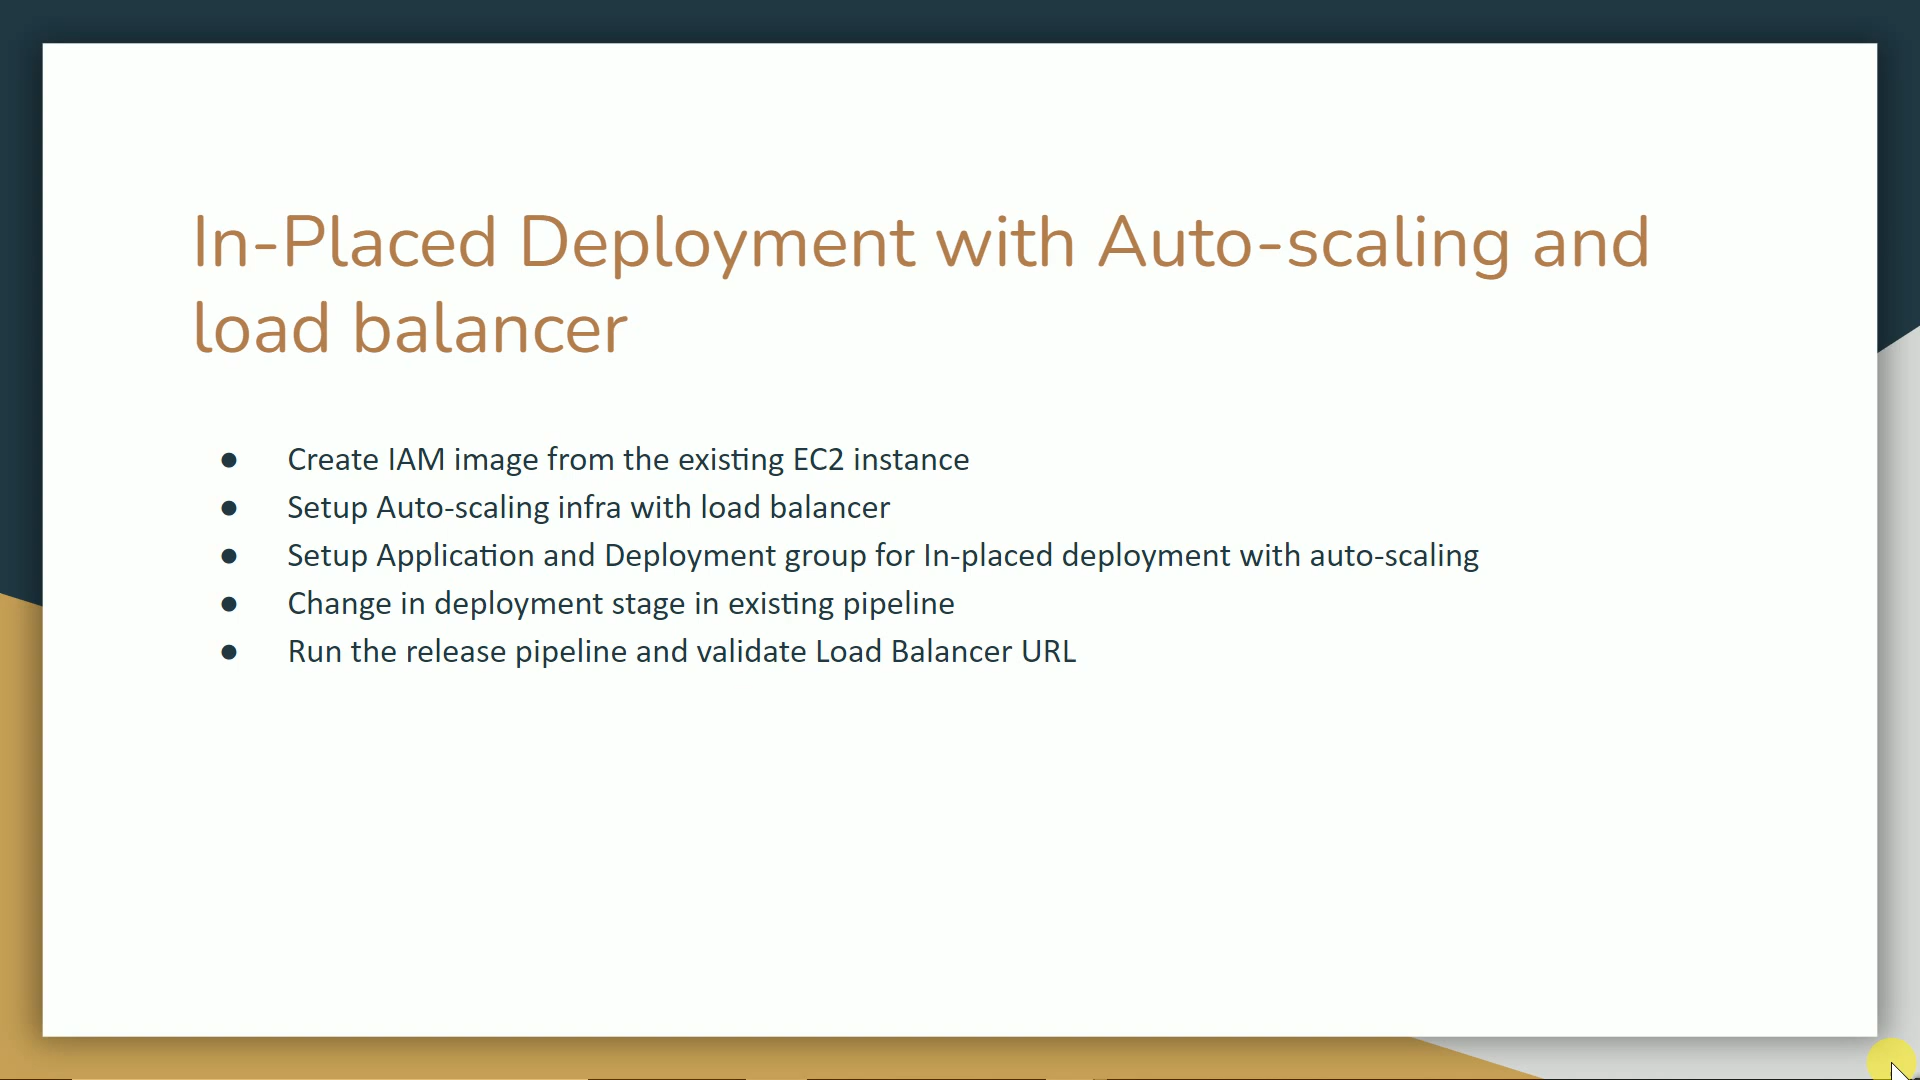 In-Placed Deployment with Auto-scaling and
load balancer
● Create IAM image from the existing EC2 instance
● Setup Auto-scaling infra with load balancer
● Setup Application and Deployment group for In-placed deployment with auto-scaling
● Change in deployment stage in existing pipeline
● Run the release pipeline and validate Load Balancer URL